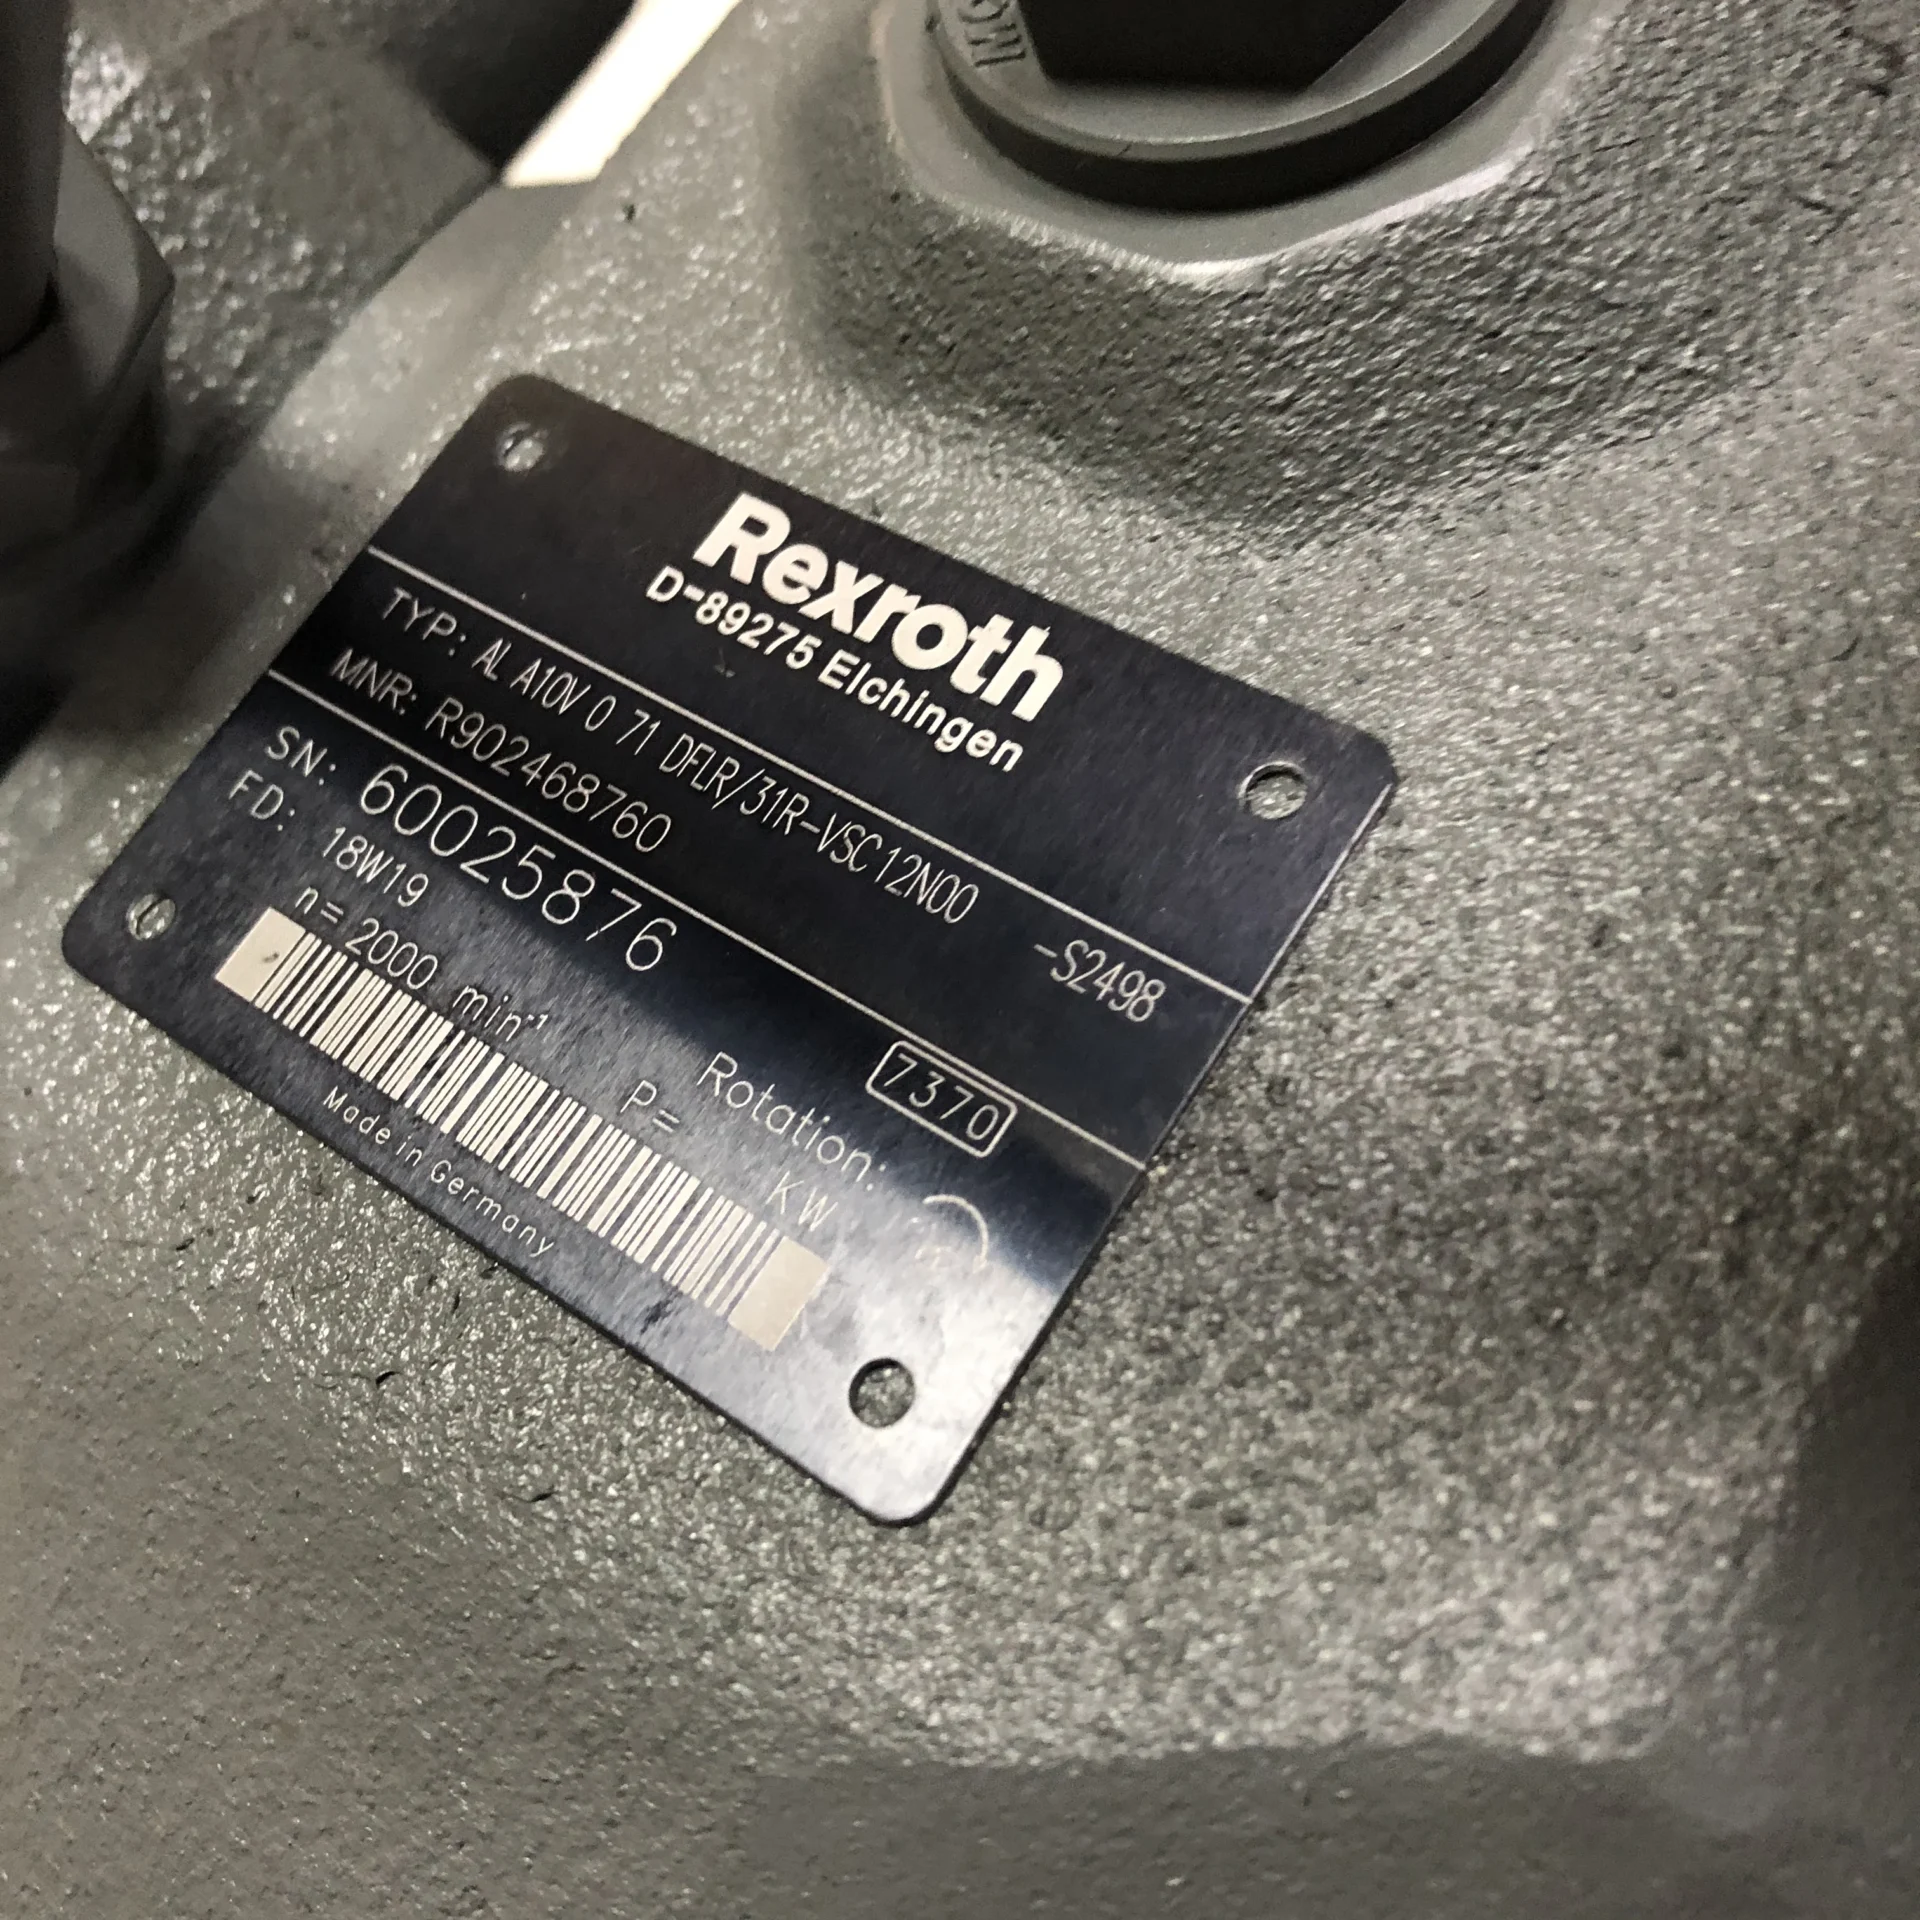 Rexroth
D-89275 Elchingen
TYP: AL A10V O 71 DFLR/31R-VSC12N00 -S2498
MNR: R902468760
SN: 60025876 7370
FD: 18W19 Rotation:
n= 2000 min-1 P= KW
Made in Germany